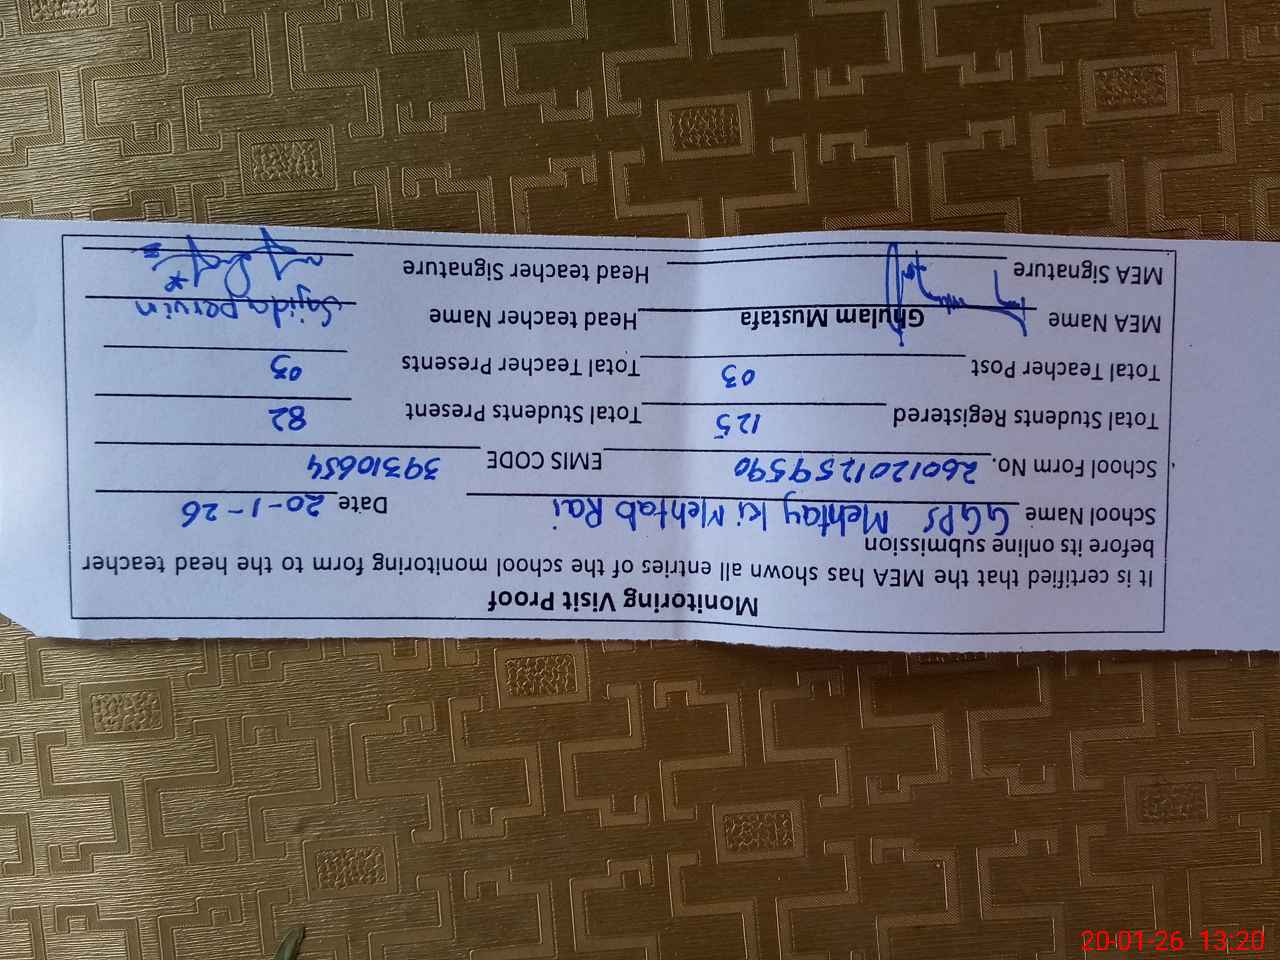 Monitoring Visit Proof
It is certified that the MEA has shown all entries of the school monitoring form to the head teacher
before its online submission
School Name GGPS Mehtay ki Mehtab Rai Date 20-1-26
School Form No. 2601201259590 EMIS CODE 39310654
Total Students Registered 125 Total Students Present 82
Total Teacher Post 03 Total Teacher Presents 03
MEA Name Ghulam Mustafa Head teacher Name Sajida pervin
MEA Signature Head teacher Signature
20-01-26 13:20